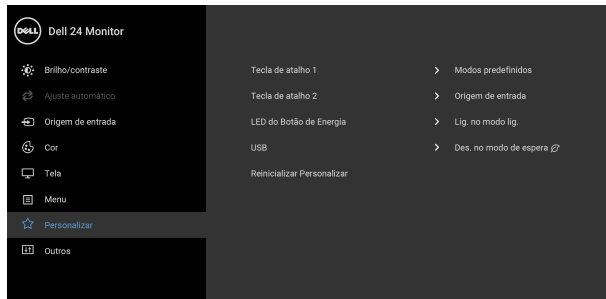 DELL Dell 24 Monitor
Brilho/contraste
Ajuste automático
Origem de entrada
Cor
Tela
Menu
Personalizar
Outros
Tecla de atalho 1 > Modos predefinidos
Tecla de atalho 2 > Origem de entrada
LED do Botão de Energia > Lig. no modo lig.
USB > Des. no modo de espera
Reinicializar Personalizar